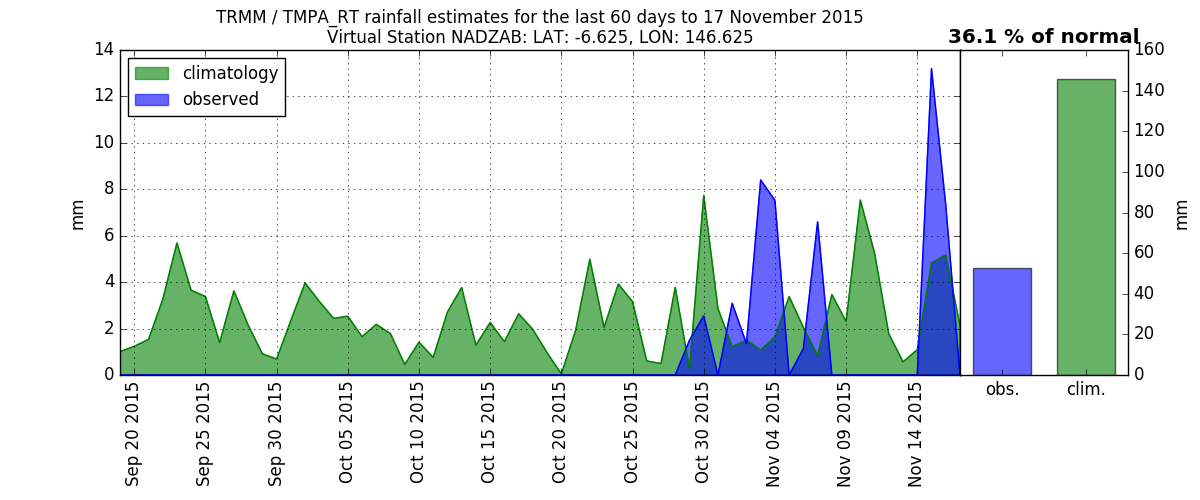 TRMM / TMPA_RT rainfall estimates for the last 60 days to 17 November 2015
Virtual Station NADZAB: LAT: -6.625, LON: 146.625
36.1 % of normal
climatology
observed
mm
14
12
10
8
6
4
2
0
160
140
120
100
80
60
40
20
0
mm
Sep 20 2015
Sep 25 2015
Sep 30 2015
Oct 05 2015
Oct 10 2015
Oct 15 2015
Oct 20 2015
Oct 25 2015
Oct 30 2015
Nov 04 2015
Nov 09 2015
Nov 14 2015
obs.
clim.